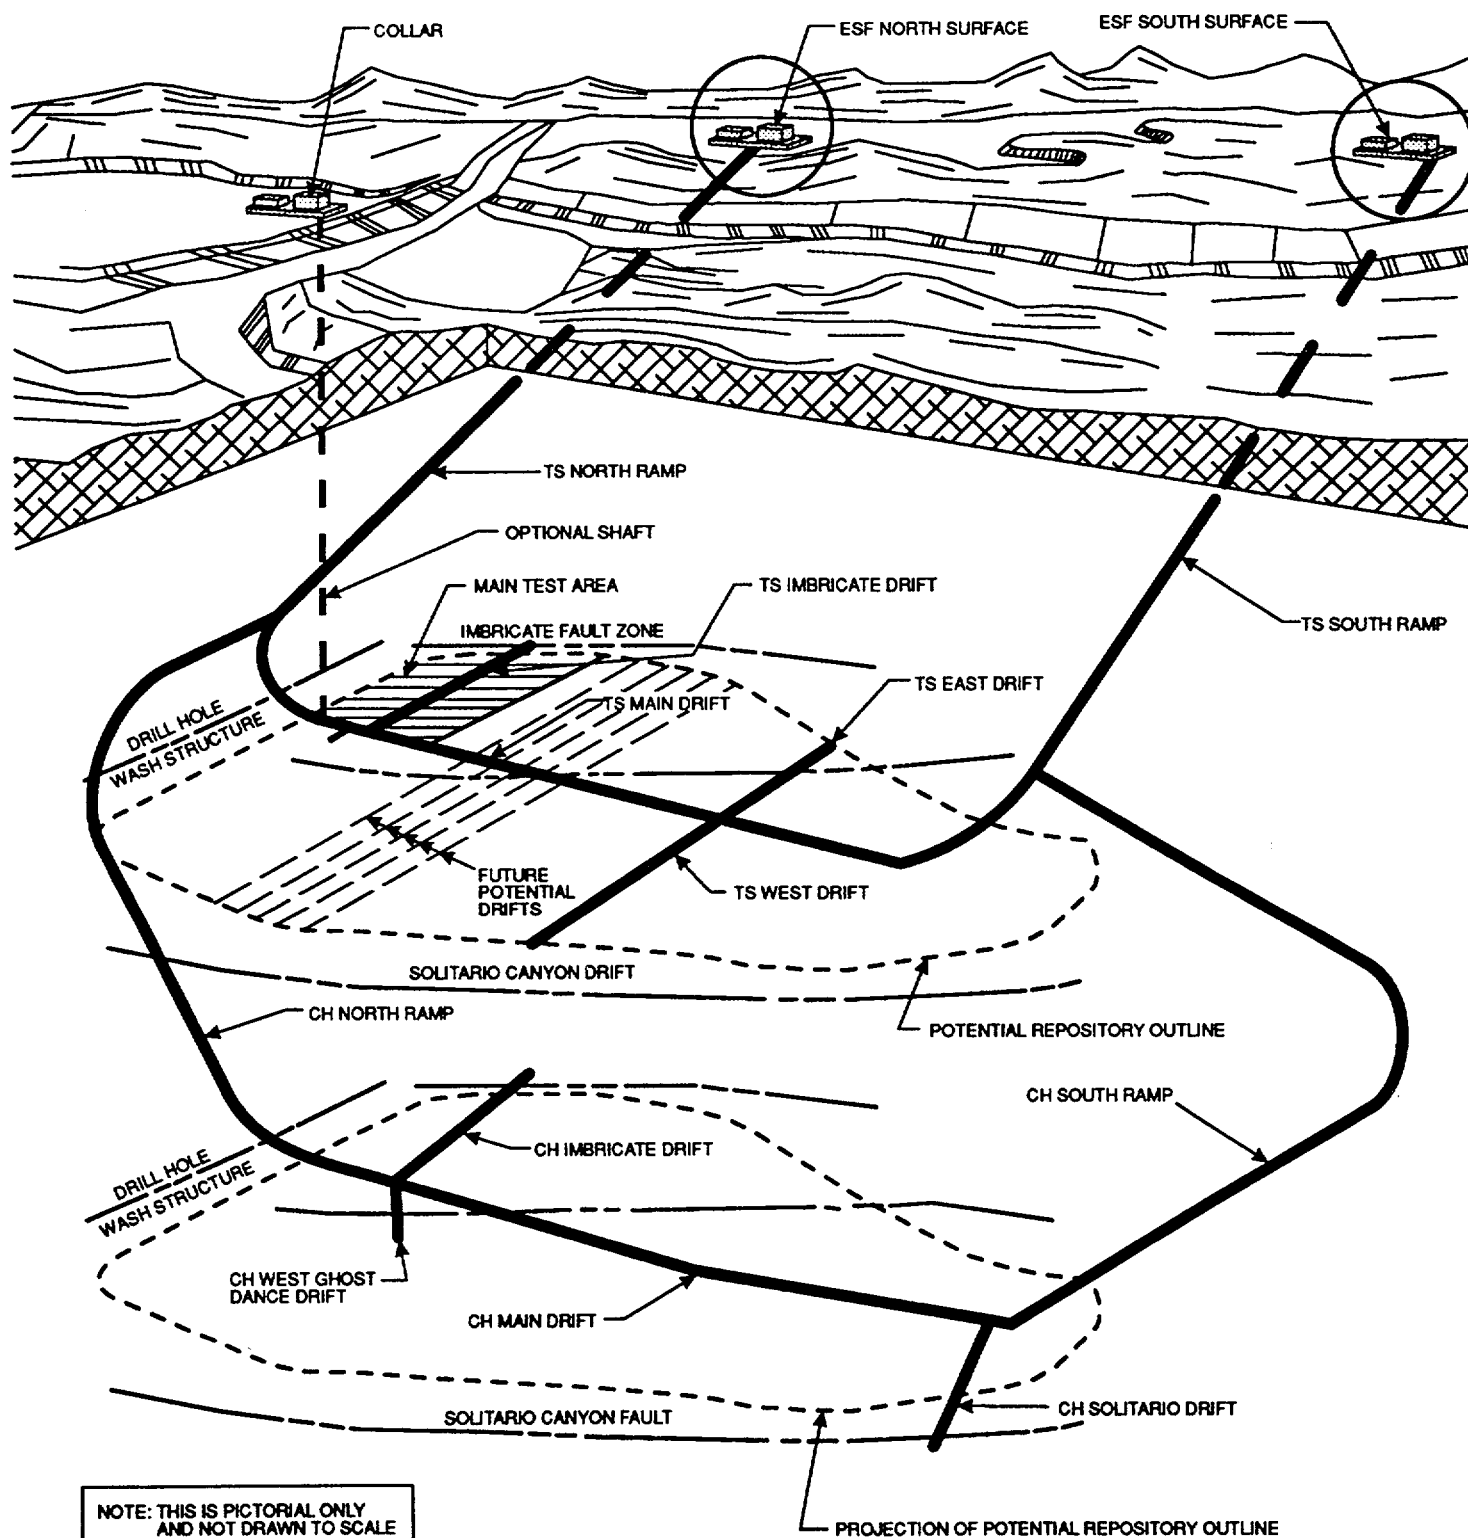 COLLAR
ESF NORTH SURFACE
ESF SOUTH SURFACE
TS NORTH RAMP
OPTIONAL SHAFT
MAIN TEST AREA
TS IMBRICATE DRIFT
IMBRICATE FAULT ZONE
TS SOUTH RAMP
TS EAST DRIFT
TS MAIN DRIFT
DRILL HOLE
WASH STRUCTURE
FUTURE
POTENTIAL
DRIFTS
TS WEST DRIFT
SOLITARIO CANYON DRIFT
CH NORTH RAMP
POTENTIAL REPOSITORY OUTLINE
CH SOUTH RAMP
CH IMBRICATE DRIFT
DRILL HOLE
WASH STRUCTURE
CH WEST GHOST
DANCE DRIFT
CH MAIN DRIFT
CH SOLITARIO DRIFT
SOLITARIO CANYON FAULT
NOTE: THIS IS PICTORIAL ONLY
AND NOT DRAWN TO SCALE
PROJECTION OF POTENTIAL REPOSITORY OUTLINE